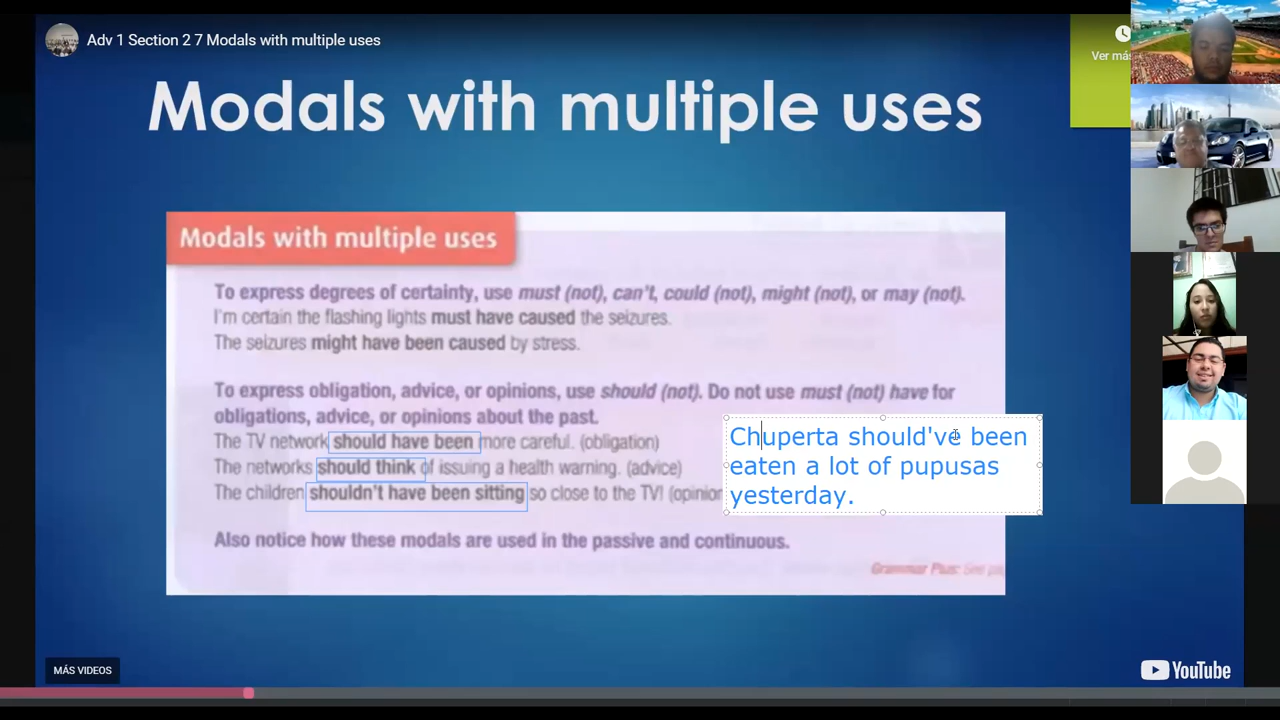 Adv 1 Section 2 7 Modals with multiple uses
Ver más
Modals with multiple uses
Modals with multiple uses
To express degrees of certainty, use must (not), can't, could (not), might (not), or may (not).
I'm certain the flashing lights must have caused the seizures.
The seizures might have been caused by stress.
To express obligation, advice, or opinions, use should (not). Do not use must (not) have for
obligations, advice, or opinions about the past.
The TV network should have been more careful. (obligation)
The networks should think of issuing a health warning. (advice)
The children shouldn't have been sitting so close to the TV! (opinion
Chuperta should've been
eaten a lot of pupusas
yesterday.
Also notice how these modals are used in the passive and continuous.
Grammar Plus: See
MÁS VIDEOS
YouTube